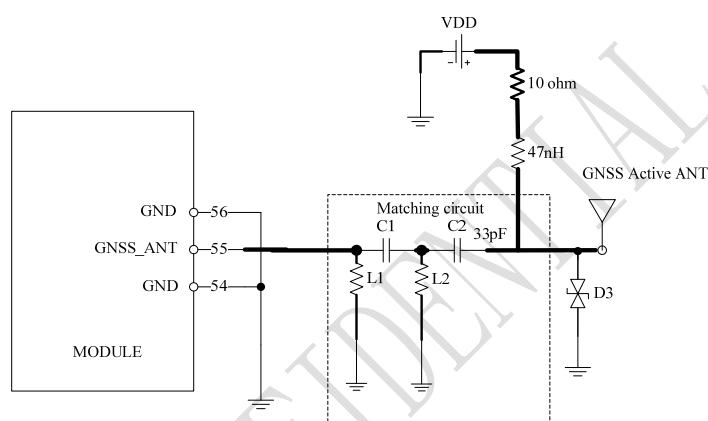 VDD
- +
10 ohm
47nH
GNSS Active ANT
Matching circuit
C1 C2 33pF
GND 56
GNSS_ANT 55
GND 54
L1 L2
D3
MODULE
FIDENTIAL